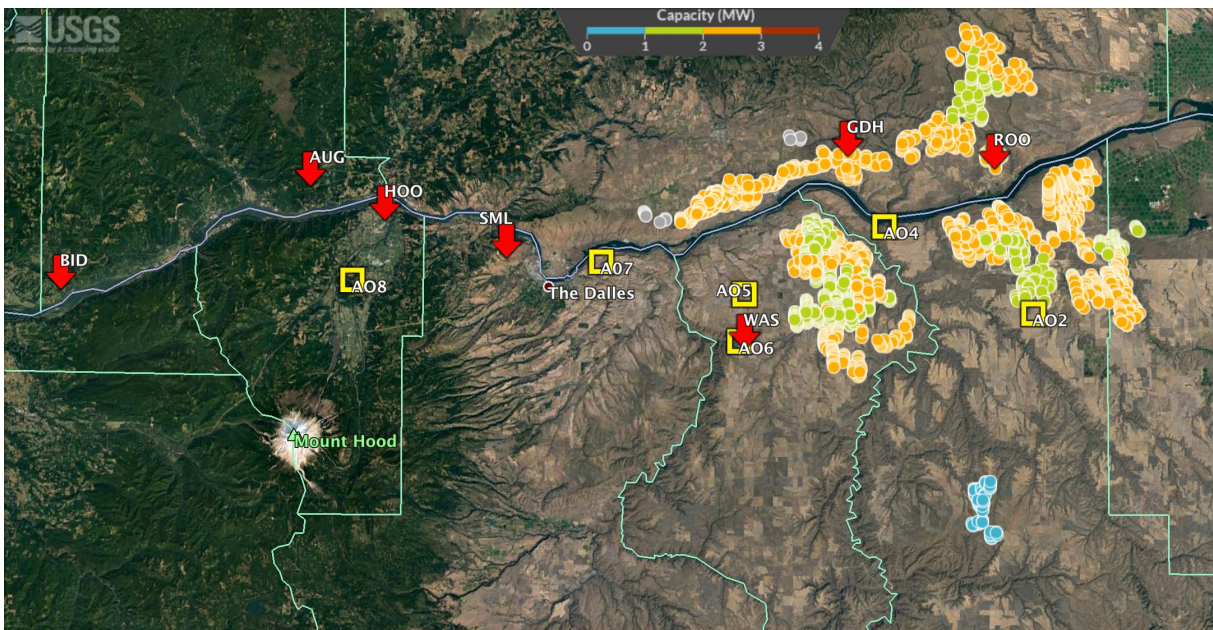 USGS
science for a changing world
Capacity (MW)
0 1 2 3 4
GDH
ROO
AUG
HOO
SML
AO4
BID
A07
AO8
The Dalles
AO5
WAS
AO2
AO6
Mount Hood